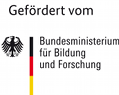 Gefördert vom
Bundesministerium
für Bildung
und Forschung